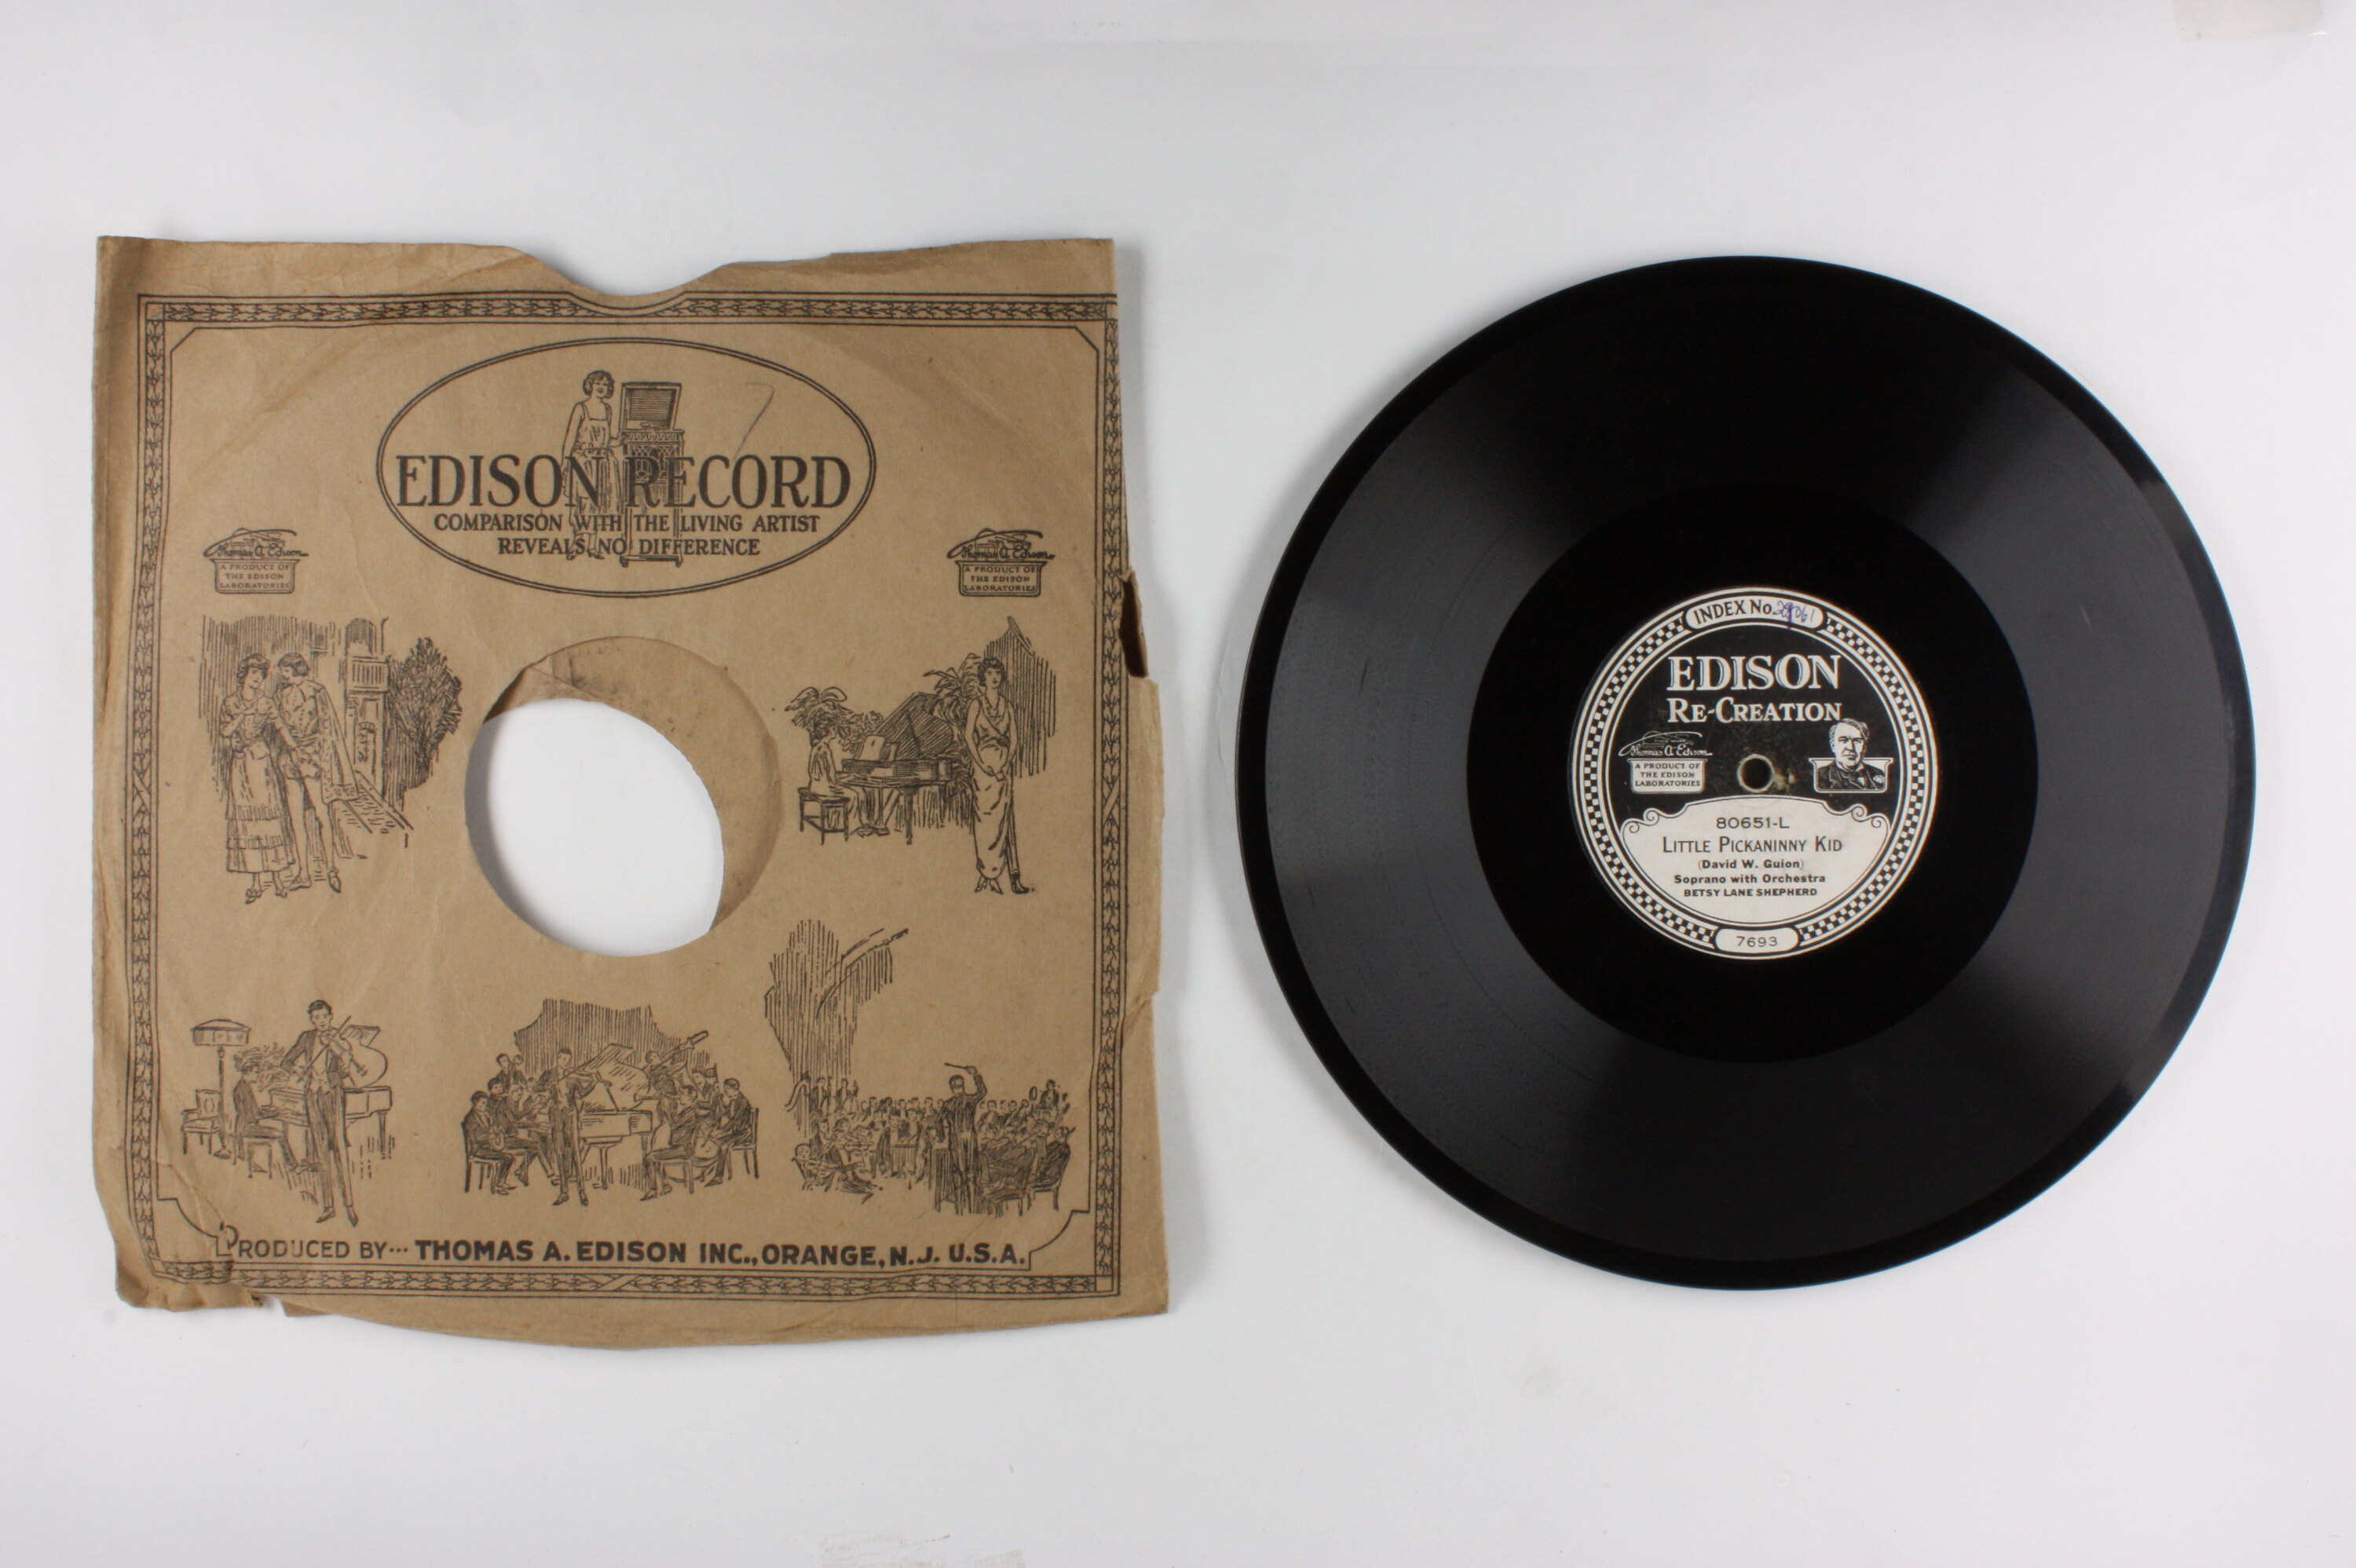 EDISON RECORD
COMPARISON WITH THE LIVING ARTIST
REVEALS NO DIFFERENCE
7
Thomas A. Edison
A PRODUCT OF
THE EDISON
LABORATORIES
Thomas A. Edison
A PRODUCT OF
THE EDISON
LABORATORIES
PRODUCED BY... THOMAS A. EDISON INC., ORANGE, N.J. U.S.A.
INDEX No.
EDISON
RE-CREATION
Thomas A. Edison
A PRODUCT OF
THE EDISON
LABORATORIES
80651-L
LITTLE PICKANINNY KID
(David W. Guion)
Soprano with Orchestra
BETSY LANE SHEPHERD
7693